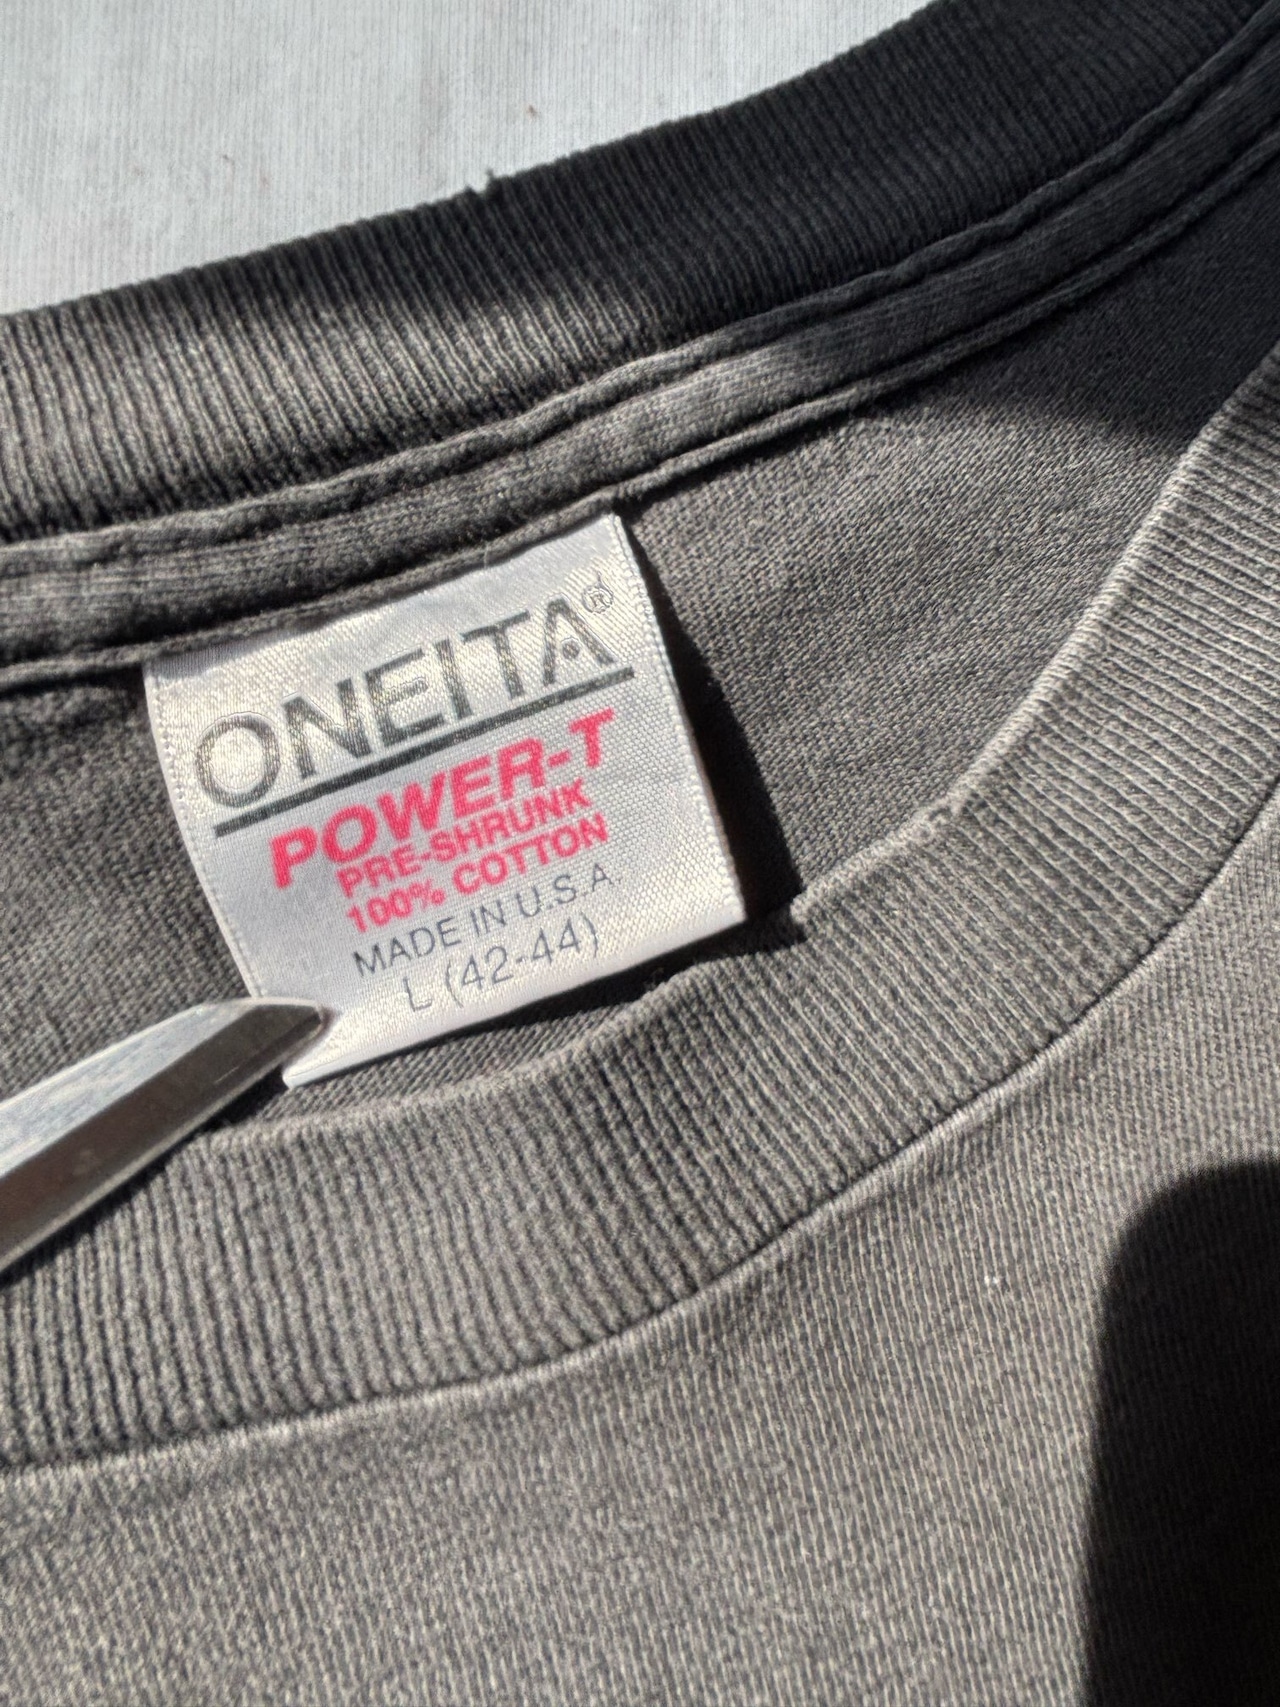 ONEITA®
POWER-T
PRE-SHRUNK
100% COTTON
MADE IN U.S.A.
L (42-44)